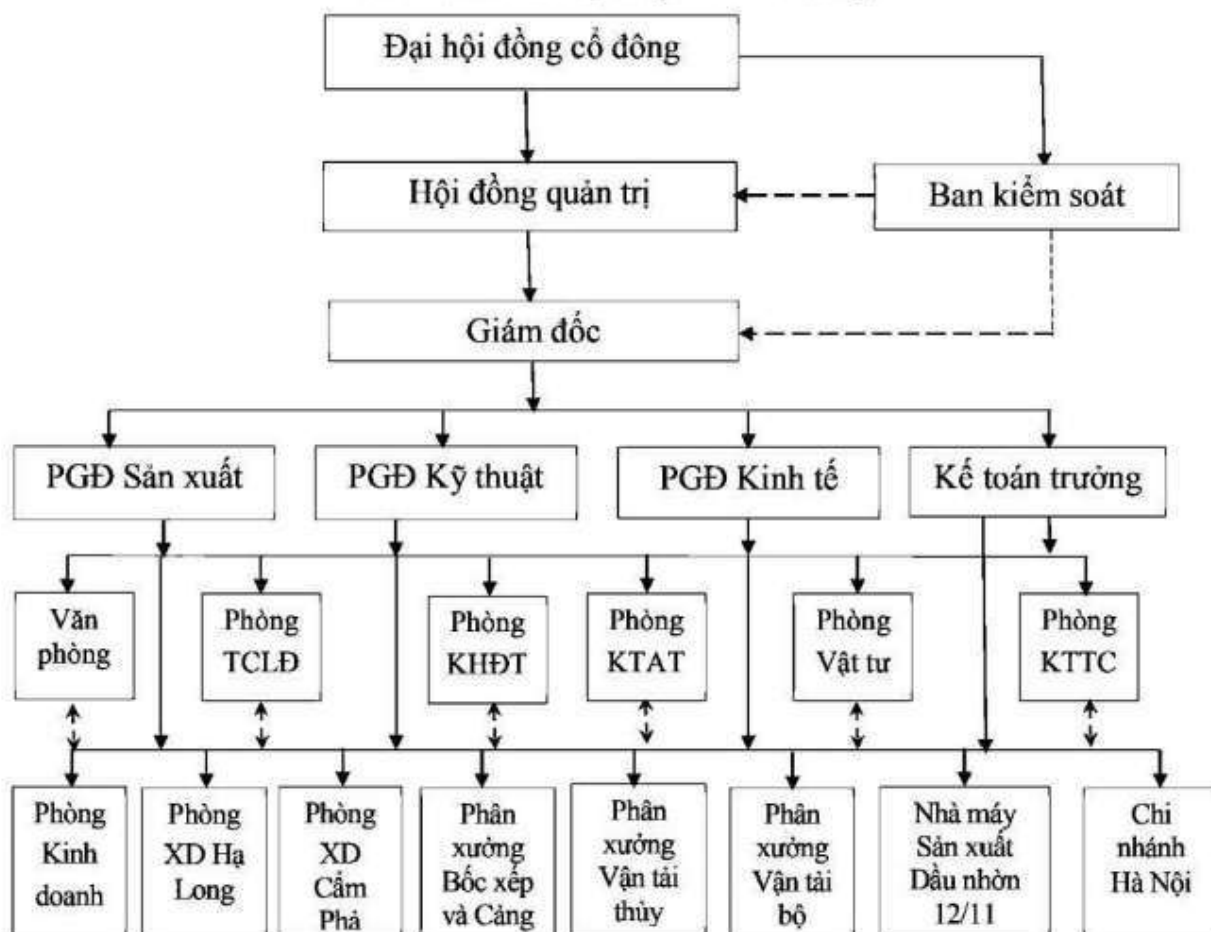 Đại hội đồng cổ đông
Hội đồng quản trị
Ban kiểm soát
Giám đốc
PGĐ Sản xuất
PGĐ Kỹ thuật
PGĐ Kinh tế
Kế toán trưởng
Văn
phòng
Phòng
TCLĐ
Phòng
KHĐT
Phòng
KTAT
Phòng
Vật tư
Phòng
KTTC
Phòng
Kinh
doanh
Phòng
XD Hạ
Long
Phòng
XD
Cẩm
Phả
Phân
xưởng
Bốc xếp
và Cảng
Phân
xưởng
Vận tải
thủy
Phân
xưởng
Vận tải
bộ
Nhà máy
Sản xuất
Dầu nhờn
12/11
Chi
nhánh
Hà Nội